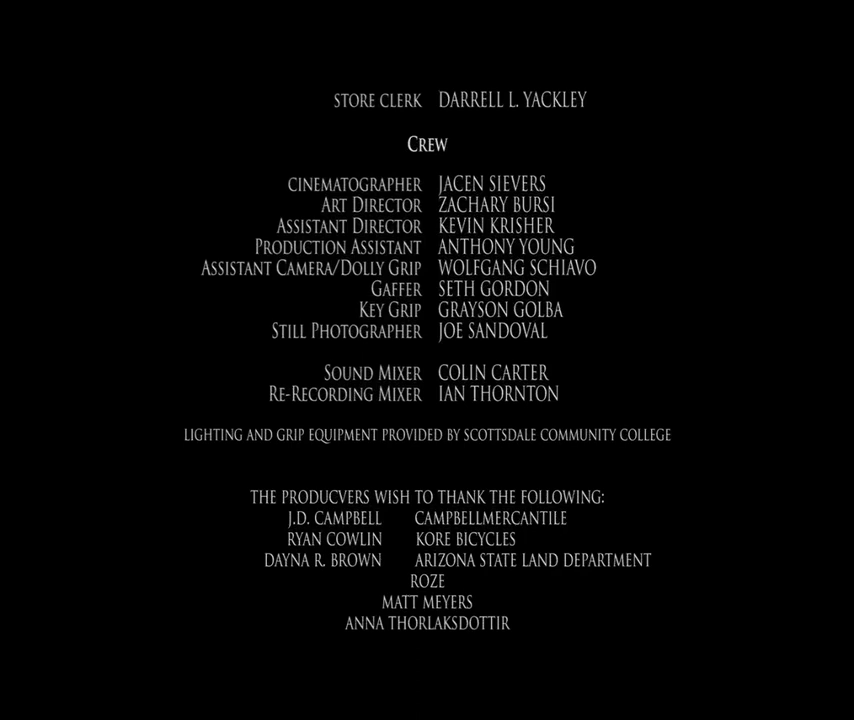 STORE CLERK DARRELL L. YACKLEY
CREW
CINEMATOGRAPHER JACEN SIEVERS
ART DIRECTOR ZACHARY BURSI
ASSISTANT DIRECTOR KEVIN KRISHER
PRODUCTION ASSISTANT ANTHONY YOUNG
ASSISTANT CAMERA/DOLLY GRIP WOLFGANG SCHIAVO
GAFFER SETH GORDON
KEY GRIP GRAYSON GOLBA
STILL PHOTOGRAPHER JOE SANDOVAL
SOUND MIXER COLIN CARTER
RE-RECORDING MIXER IAN THORNTON
LIGHTING AND GRIP EQUIPMENT PROVIDED BY SCOTTSDALE COMMUNITY COLLEGE
THE PRODUCVERS WISH TO THANK THE FOLLOWING:
J.D. CAMPBELL CAMPBELLMERCANTILE
RYAN COWLIN KORE BICYCLES
DAYNA R. BROWN ARIZONA STATE LAND DEPARTMENT
ROZE
MATT MEYERS
ANNA THORLAKSDOTTIR